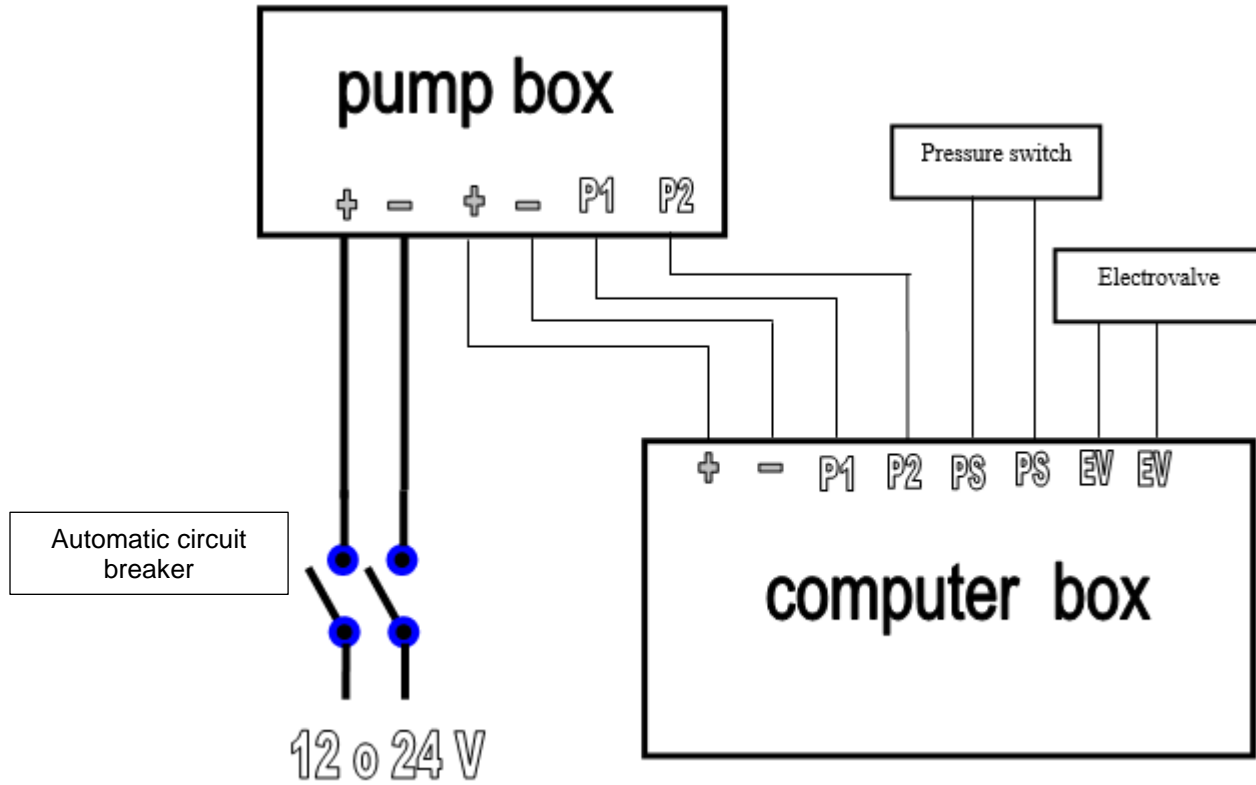 pump box
+ − + − P1 P2
Pressure switch
Electrovalve
+ − P1 P2 PS PS EV EV
Automatic circuit
breaker
computer box
12 o 24 V